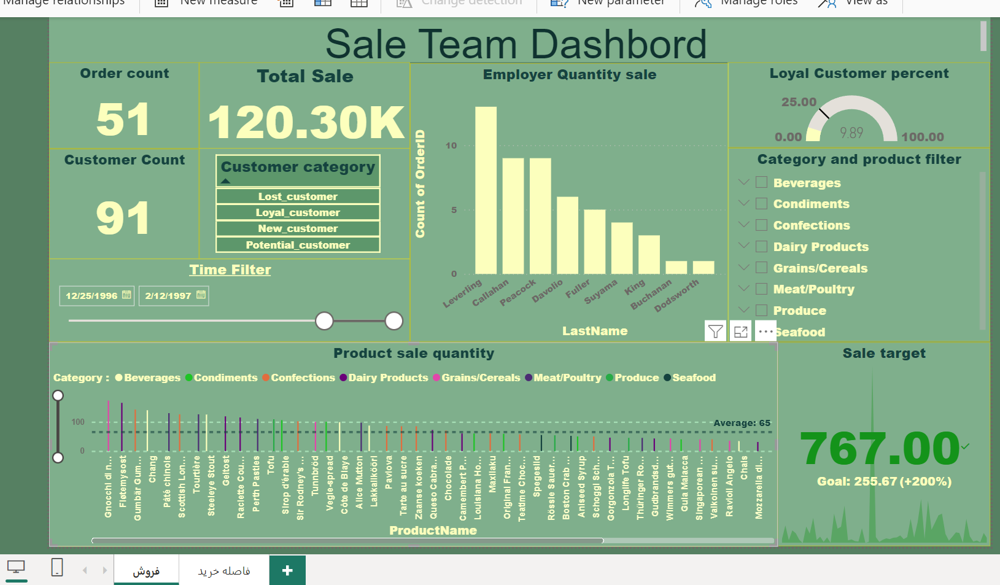 Manage relationships New measure Change detection New parameter Manage roles View as
Sale Team Dashbord
Order count
51
Total Sale
120.30K
Customer Count
91
Customer category
Lost_customer
Loyal_customer
New_customer
Potential_customer
Time Filter
12/25/1996 2/12/1997
Employer Quantity sale
Count of OrderID
10
5
0
Leverling Callahan Peacock Davolio Fuller Suyama King Buchanan Dodsworth
LastName
Loyal Customer percent
25.00
0.00 9.89 100.00
Category and product filter
Beverages
Condiments
Confections
Dairy Products
Grains/Cereals
Meat/Poultry
Produce
Seafood
Product sale quantity
Category : Beverages Condiments Confections Dairy Products Grains/Cereals Meat/Poultry Produce Seafood
100
Average: 65
0
Gnocchi di n...
Fløtemysost
Gumbär Gum...
Chang
Pâté chinois
Scottish Lon...
Tourtière
Steeleye Stout
Geitost
Raclette Cou...
Perth Pasties
Tofu
Sirop d'érable
Sir Rodney's ...
Tunnbröd
Vegie-spread
Côte de Blaye
Alice Mutton
Lakkalikööri
Pavlova
Tarte au sucre
Zaanse koeken
Queso Cabra...
Chocolade
Camembert P...
Louisiana Ho...
Maxilaku
Original Fran...
Teatime Choc...
Spegesild
Rössle Sauer...
Boston Crab ...
Aniseed Syrup
Schoggi Sch...
Gorgonzola T...
Longlife Tofu
Thüringer Ro...
Gudbrandsd...
Wimmers gut...
Gula Malacca
Singaporean ...
Valkoinen su...
Ravioli Angelo
Chais
Mozzarella di...
ProductName
Sale target
767.00
Goal: 255.67 (+200%)
فروش
فاصله خرید